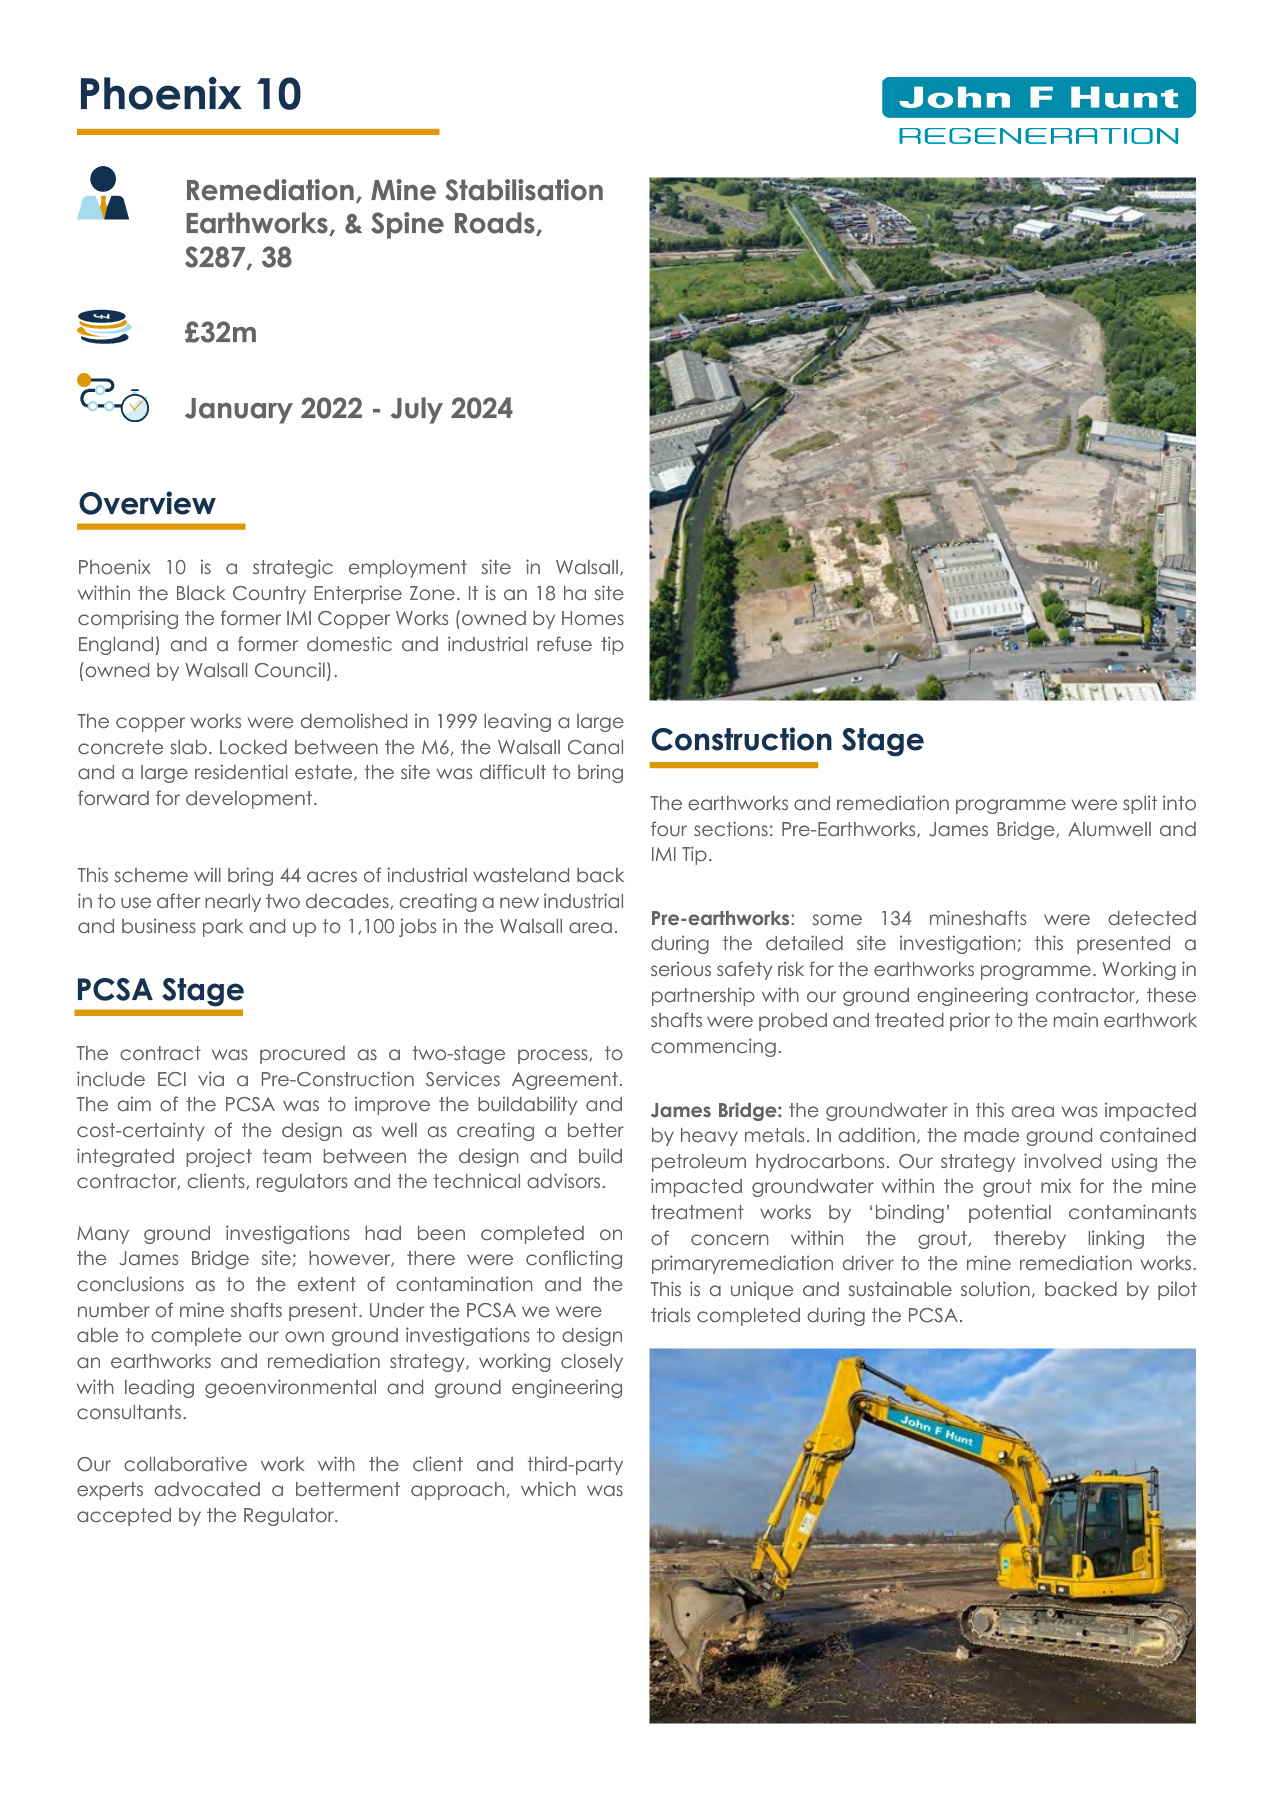 Phoenix 10
John F Hunt
REGENERATION
Remediation, Mine Stabilisation
Earthworks, & Spine Roads,
S287, 38
£32m
January 2022 - July 2024
Overview
Phoenix 10 is a strategic employment site in Walsall,
within the Black Country Enterprise Zone. It is an 18 ha site
comprising the former IMI Copper Works (owned by Homes
England) and a former domestic and industrial refuse tip
(owned by Walsall Council).
The copper works were demolished in 1999 leaving a large
concrete slab. Locked between the M6, the Walsall Canal
and a large residential estate, the site was difficult to bring
forward for development.
This scheme will bring 44 acres of industrial wasteland back
in to use after nearly two decades, creating a new industrial
and business park and up to 1,100 jobs in the Walsall area.
PCSA Stage
The contract was procured as a two-stage process, to
include ECI via a Pre-Construction Services Agreement.
The aim of the PCSA was to improve the buildability and
cost-certainty of the design as well as creating a better
integrated project team between the design and build
contractor, clients, regulators and the technical advisors.
Many ground investigations had been completed on
the James Bridge site; however, there were conflicting
conclusions as to the extent of contamination and the
number of mine shafts present. Under the PCSA we were
able to complete our own ground investigations to design
an earthworks and remediation strategy, working closely
with leading geoenvironmental and ground engineering
consultants.
Our collaborative work with the client and third-party
experts advocated a betterment approach, which was
accepted by the Regulator.
Construction Stage
The earthworks and remediation programme were split into
four sections: Pre-Earthworks, James Bridge, Alumwell and
IMI Tip.
Pre-earthworks: some 134 mineshafts were detected
during the detailed site investigation; this presented a
serious safety risk for the earthworks programme. Working in
partnership with our ground engineering contractor, these
shafts were probed and treated prior to the main earthwork
commencing.
James Bridge: the groundwater in this area was impacted
by heavy metals. In addition, the made ground contained
petroleum hydrocarbons. Our strategy involved using the
impacted groundwater within the grout mix for the mine
treatment works by ‘binding’ potential contaminants
of concern within the grout, thereby linking the
primaryremediation driver to the mine remediation works.
This is a unique and sustainable solution, backed by pilot
trials completed during the PCSA.
John F Hunt